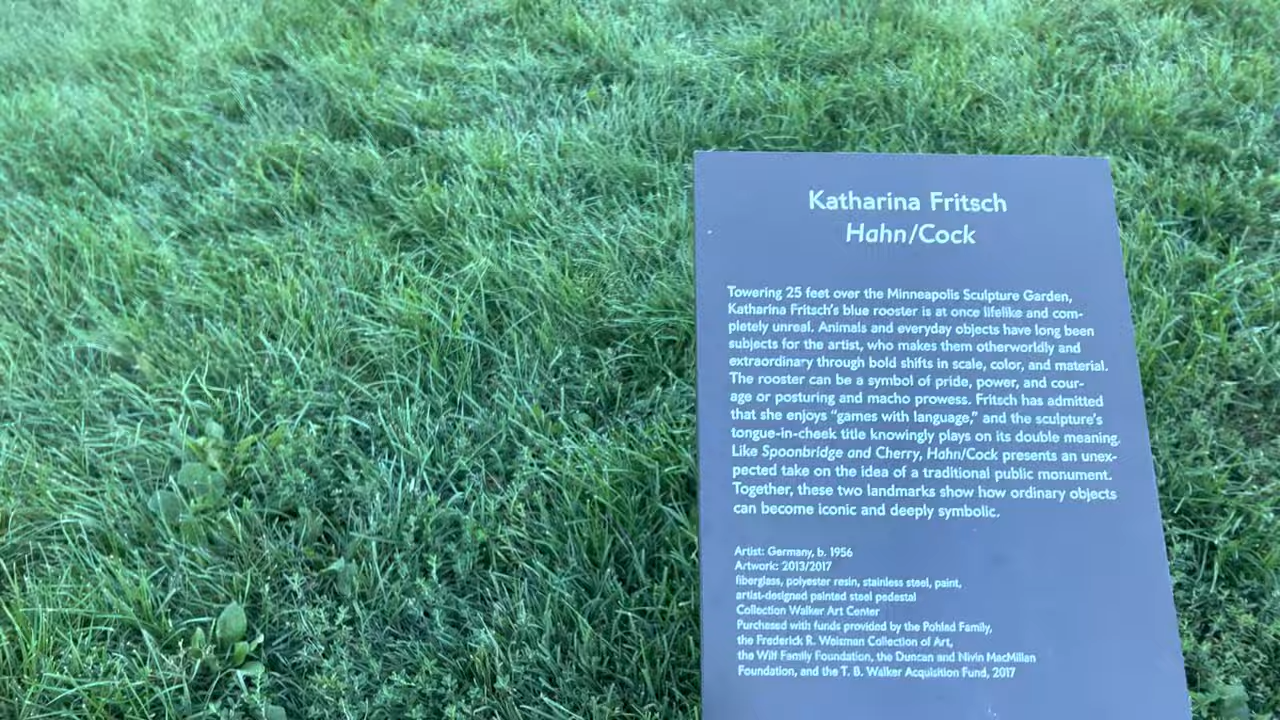 Katharina Fritsch
Hahn/Cock
Towering 25 feet over the Minneapolis Sculpture Garden,
Katharina Fritsch's blue rooster is at once lifelike and com-
pletely unreal. Animals and everyday objects have long been
subjects for the artist, who makes them otherworldly and
extraordinary through bold shifts in scale, color, and material.
The rooster can be a symbol of pride, power, and cour-
age or posturing and macho prowess. Fritsch has admitted
that she enjoys “games with language,” and the sculpture's
tongue-in-cheek title knowingly plays on its double meaning.
Like Spoonbridge and Cherry, Hahn/Cock presents an unex-
pected take on the idea of a traditional public monument.
Together, these two landmarks show how ordinary objects
can become iconic and deeply symbolic.
Artist: Germany, b. 1956
Artwork: 2013/2017
fiberglass, polyester resin, stainless steel, paint,
artist-designed painted steel pedestal
Collection Walker Art Center
Purchased with funds provided by the Pohlad Family,
the Frederick R. Weisman Collection of Art,
the Wilf Family Foundation, the Duncan and Nivin MacMillan
Foundation, and the T. B. Walker Acquisition Fund, 2017